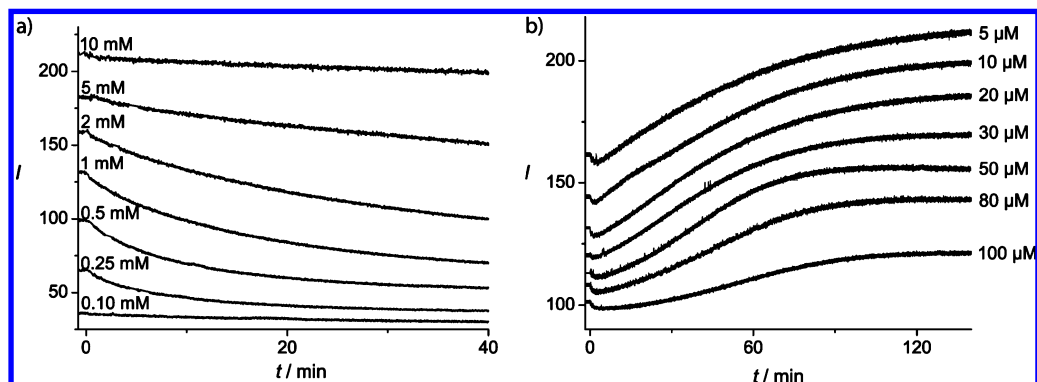 a)
10 mM
5 mM
2 mM
1 mM
0.5 mM
0.25 mM
0.10 mM
200
150
100
50
I
0
20
40
t / min
b)
5 µM
10 µM
20 µM
30 µM
50 µM
80 µM
100 µM
200
150
100
I
0
60
120
t / min